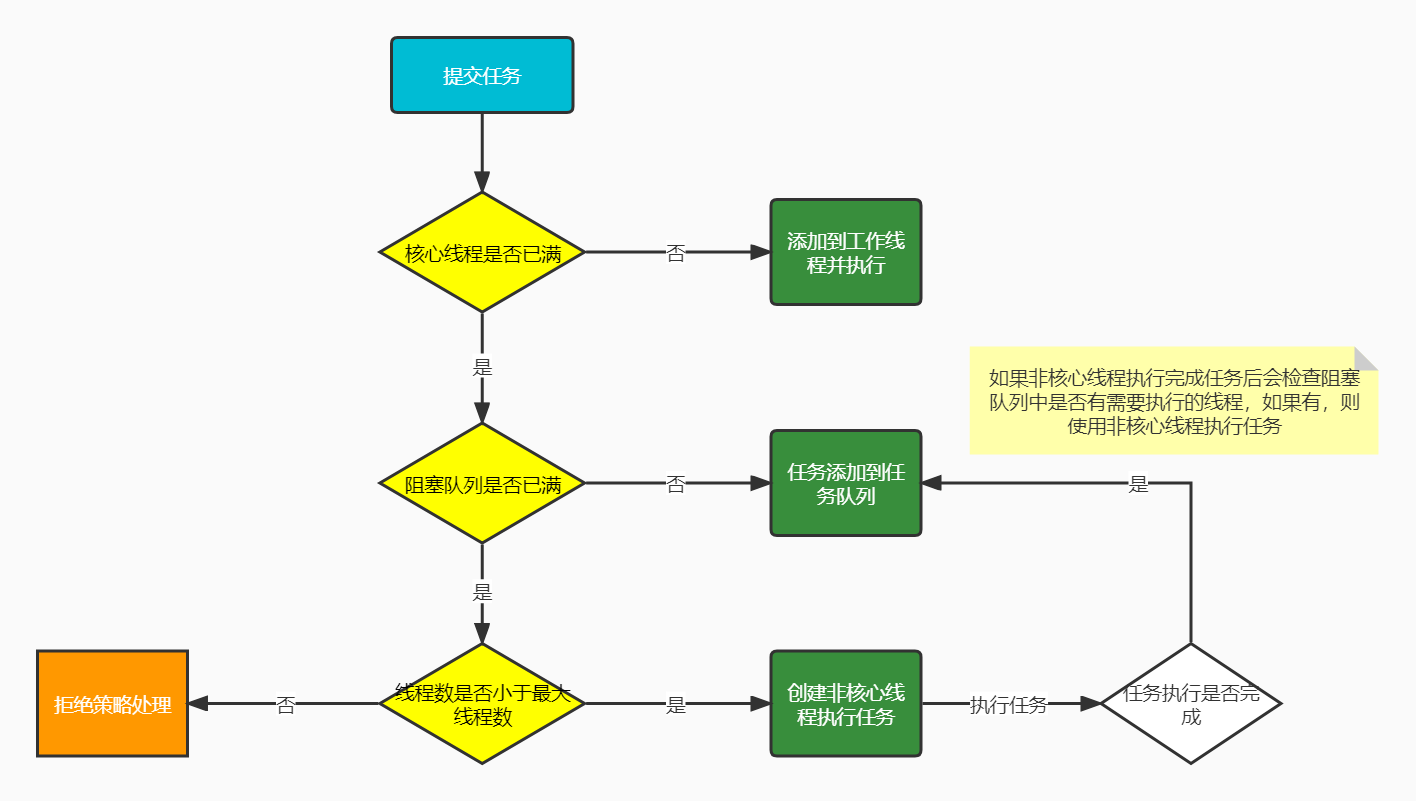 提交任务
核心线程是否已满
否
添加到工作线
程并执行
是
如果非核心线程执行完成任务后会检查阻塞
队列中是否有需要执行的线程，如果有，则
使用非核心线程执行任务
阻塞队列是否已满
否
任务添加到任
务队列
是
是
拒绝策略处理
否
线程数是否小于最大
线程数
是
创建非核心线
程执行任务
执行任务
任务执行是否完
成